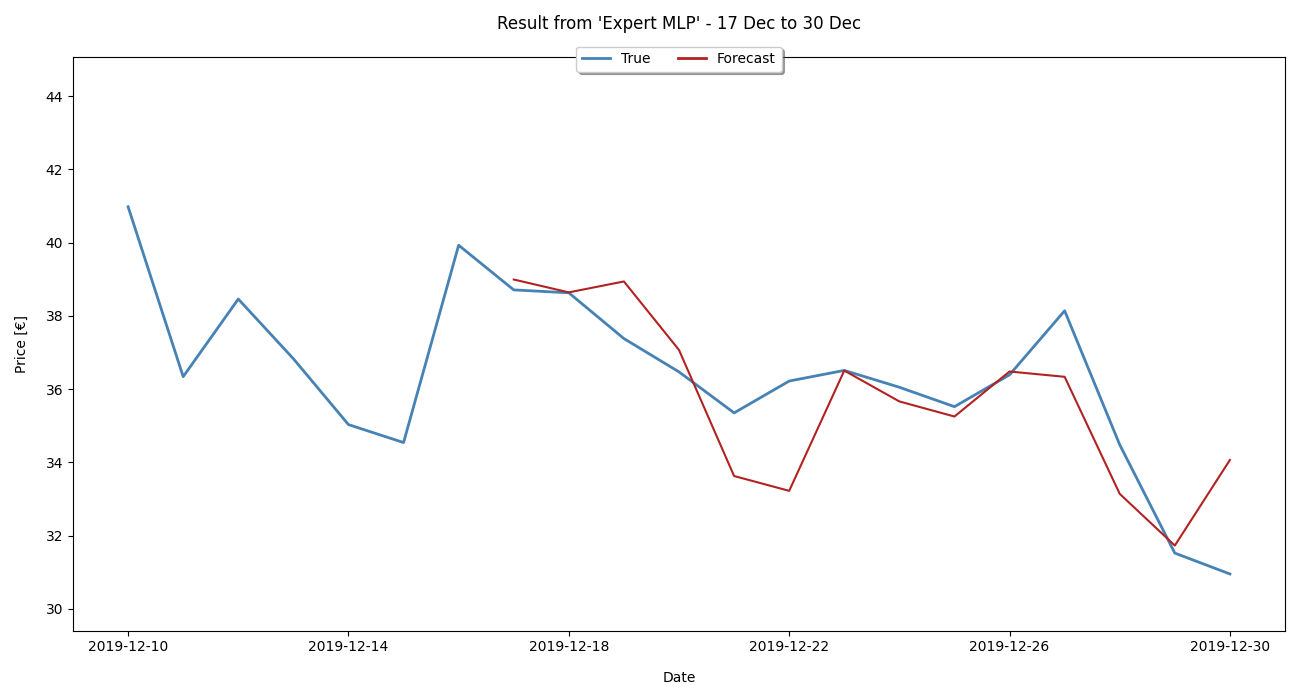 Result from 'Expert MLP' - 17 Dec to 30 Dec
True Forecast
44
42
40
38
36
34
32
30
Price [€]
2019-12-10 2019-12-14 2019-12-18 2019-12-22 2019-12-26 2019-12-30
Date